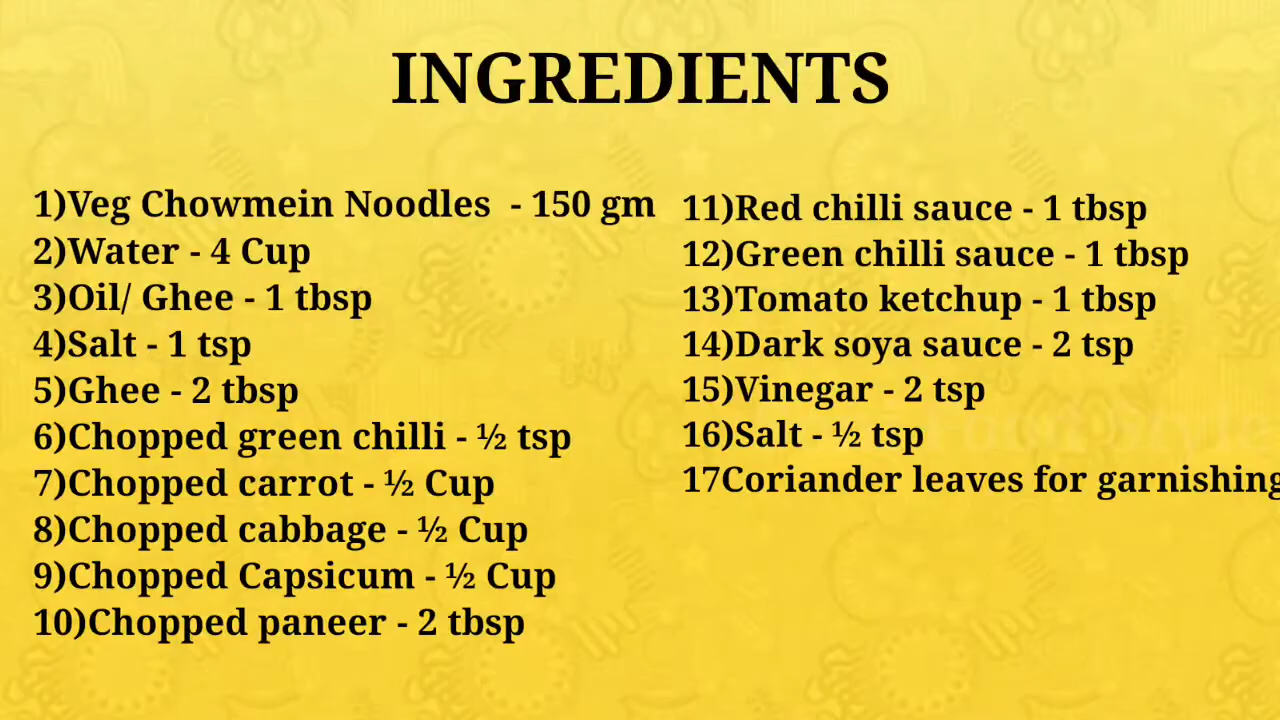 INGREDIENTS
1)Veg Chowmein Noodles - 150 gm
2)Water - 4 Cup
3)Oil/ Ghee - 1 tbsp
4)Salt - 1 tsp
5)Ghee - 2 tbsp
6)Chopped green chilli - ½ tsp
7)Chopped carrot - ½ Cup
8)Chopped cabbage - ½ Cup
9)Chopped Capsicum - ½ Cup
10)Chopped paneer - 2 tbsp
11)Red chilli sauce - 1 tbsp
12)Green chilli sauce - 1 tbsp
13)Tomato ketchup - 1 tbsp
14)Dark soya sauce - 2 tsp
15)Vinegar - 2 tsp
16)Salt - ½ tsp
17Coriander leaves for garnishing